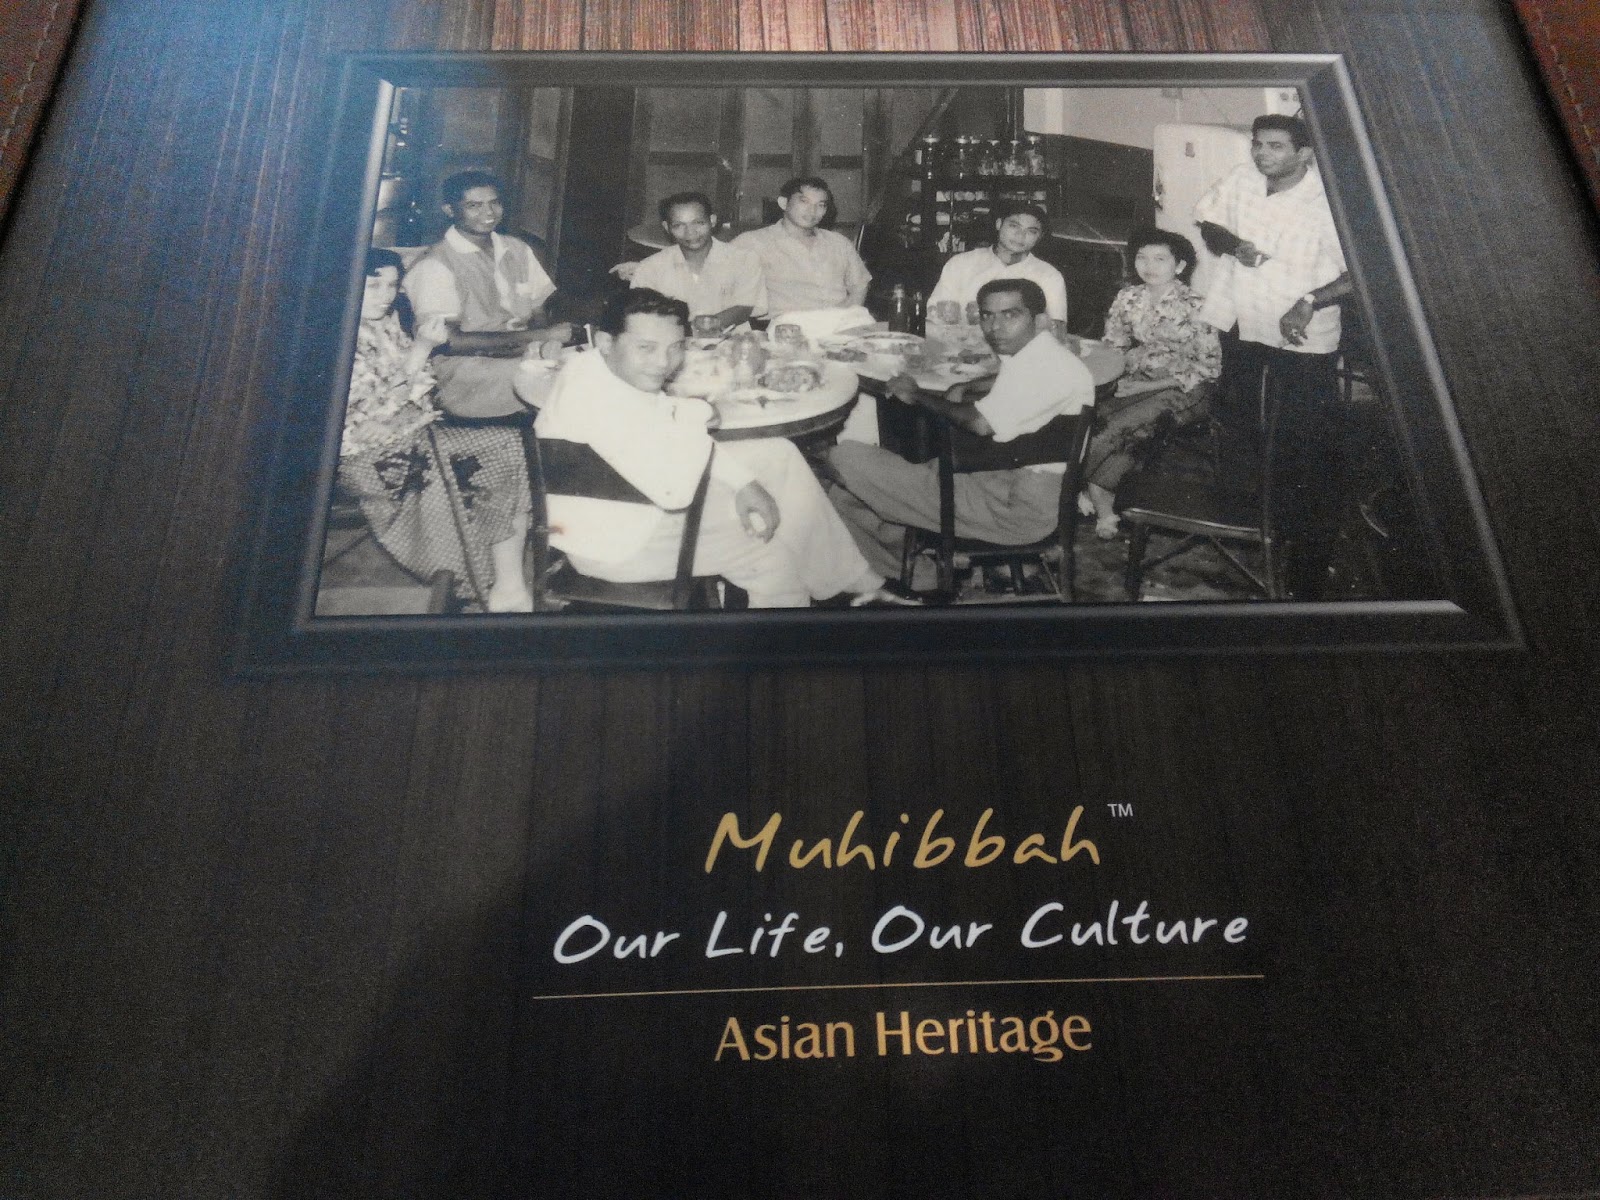 Muhibbah™
Our Life, Our Culture
Asian Heritage